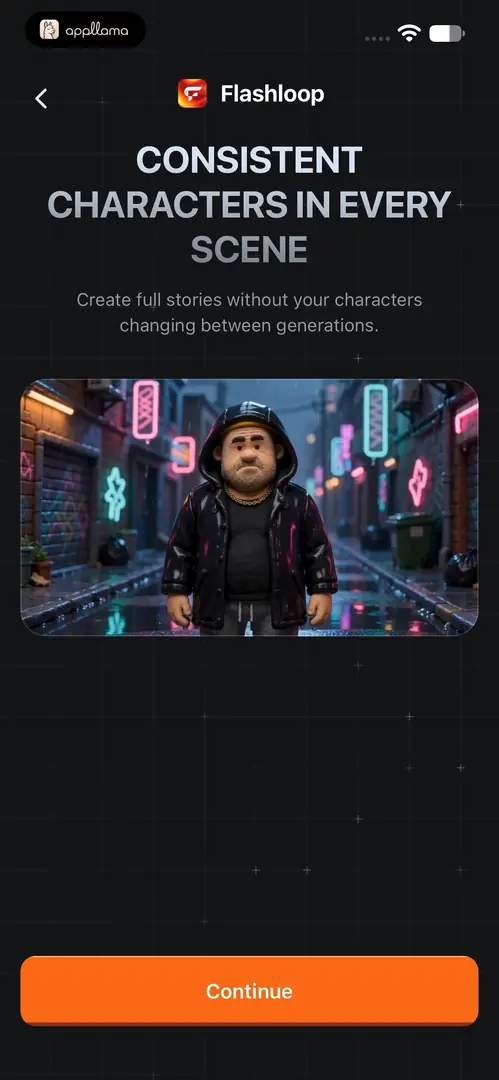 appllama
Flashloop
CONSISTENT
CHARACTERS IN EVERY
SCENE
Create full stories without your characters
changing between generations.
Continue